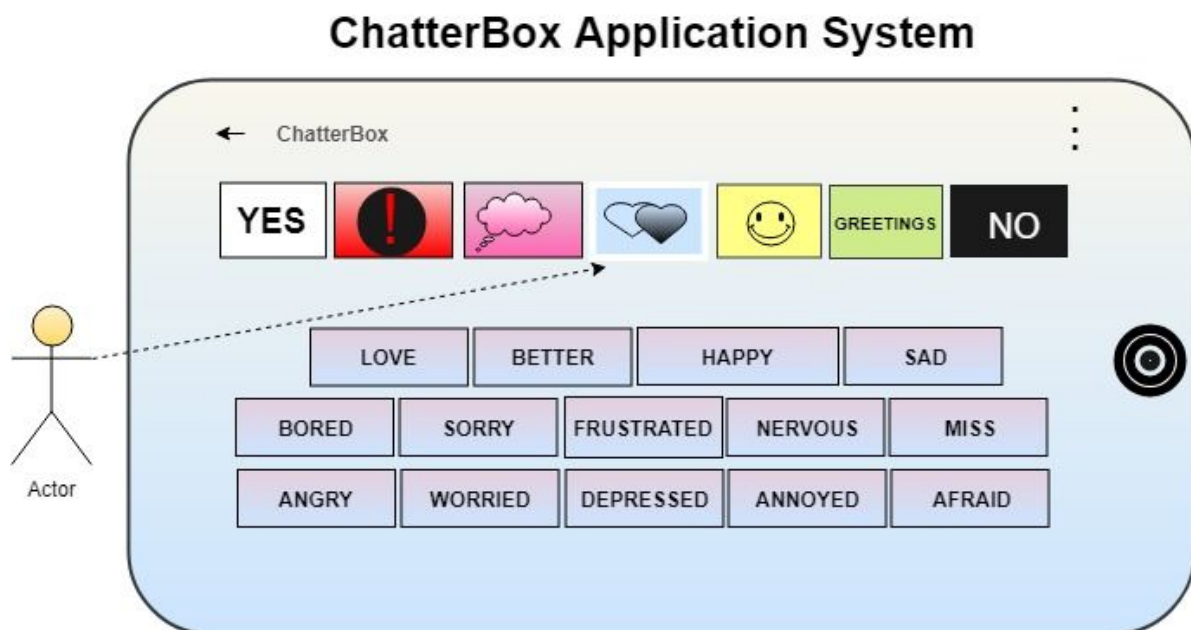 ChatterBox Application System
ChatterBox
YES
!
GREETINGS
NO
LOVE BETTER HAPPY SAD
BORED SORRY FRUSTRATED NERVOUS MISS
ANGRY WORRIED DEPRESSED ANNOYED AFRAID
Actor